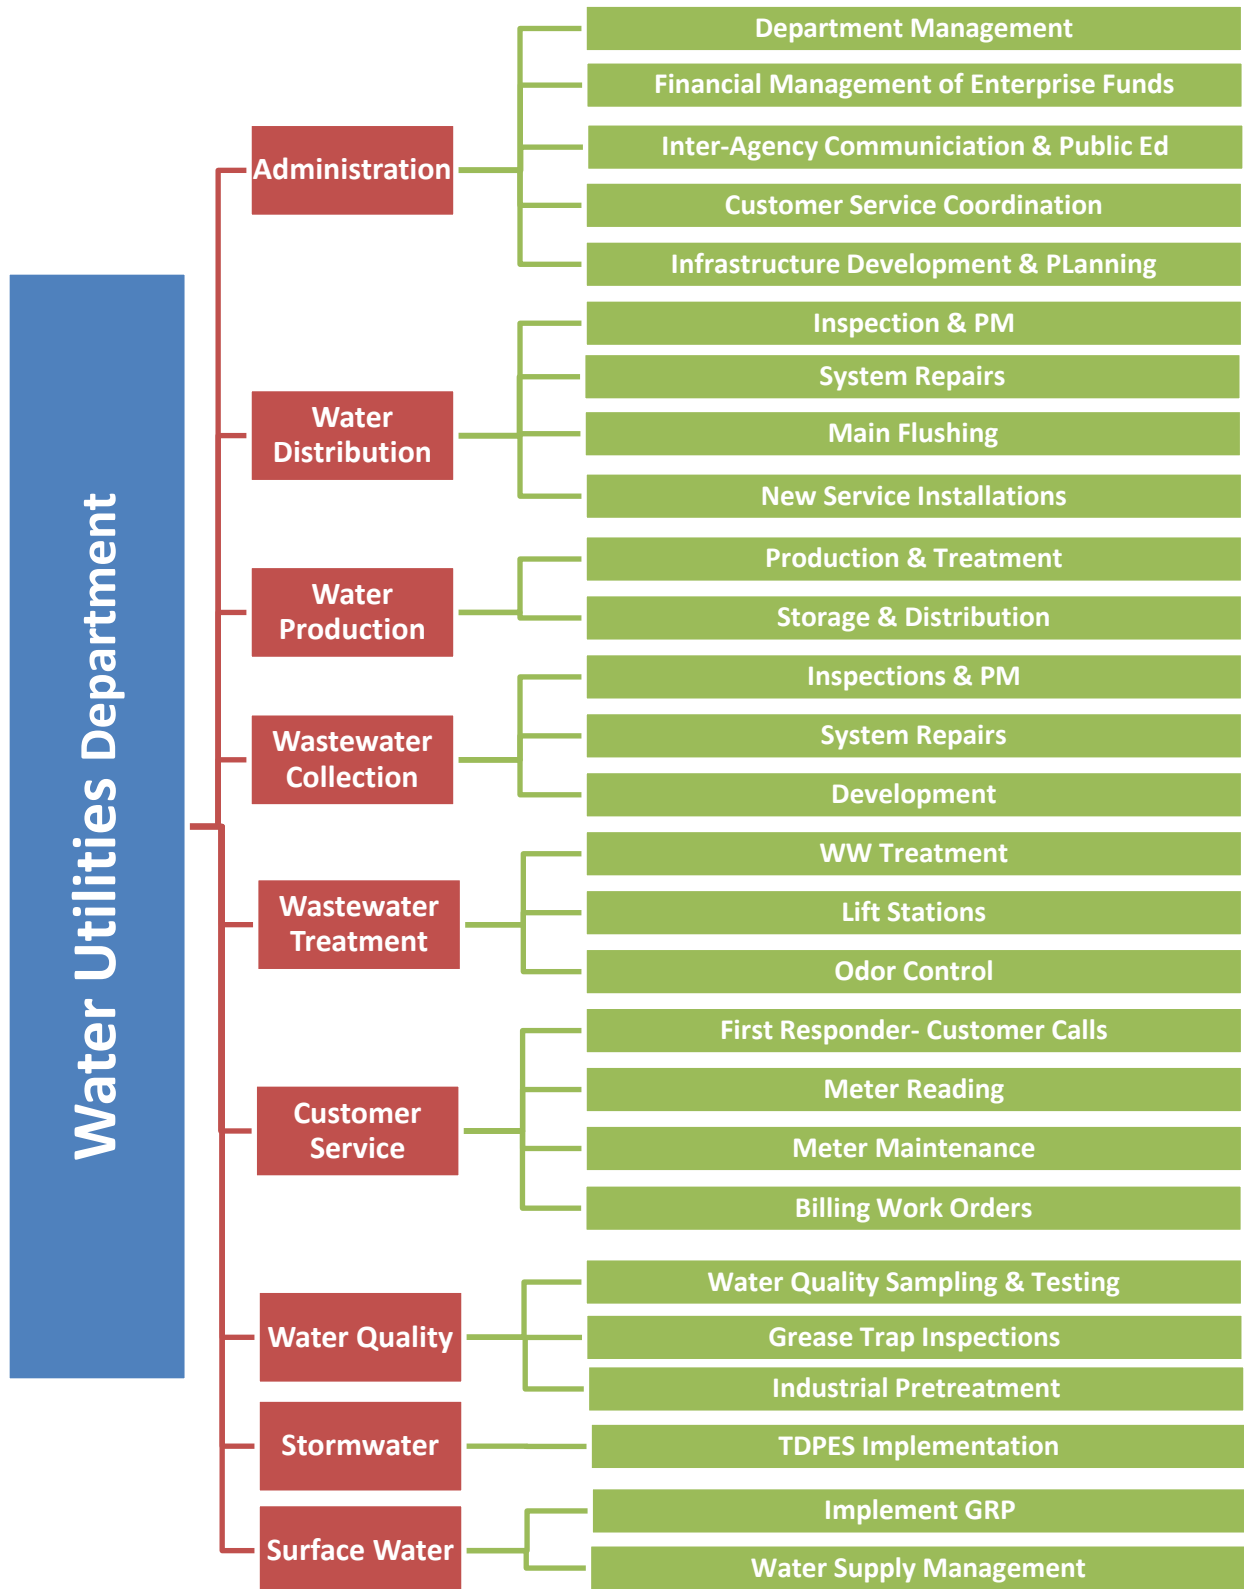 Water Utilities Department
Administration
Department Management
Financial Management of Enterprise Funds
Inter-Agency Communiciation & Public Ed
Customer Service Coordination
Infrastructure Development & PLanning
Water
Distribution
Inspection & PM
System Repairs
Main Flushing
New Service Installations
Water
Production
Production & Treatment
Storage & Distribution
Wastewater
Collection
Inspections & PM
System Repairs
Development
Wastewater
Treatment
WW Treatment
Lift Stations
Odor Control
Customer
Service
First Responder- Customer Calls
Meter Reading
Meter Maintenance
Billing Work Orders
Water Quality
Water Quality Sampling & Testing
Grease Trap Inspections
Industrial Pretreatment
Stormwater
TDPES Implementation
Surface Water
Implement GRP
Water Supply Management